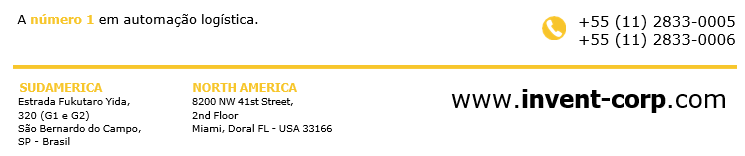 A número 1 em automação logística.
+55 (11) 2833-0005
+55 (11) 2833-0006
SUDAMERICA
Estrada Fukutaro Yida,
320 (G1 e G2)
São Bernardo do Campo,
SP - Brasil
NORTH AMERICA
8200 NW 41st Street,
2nd Floor
Miami, Doral FL - USA 33166
www.invent-corp.com